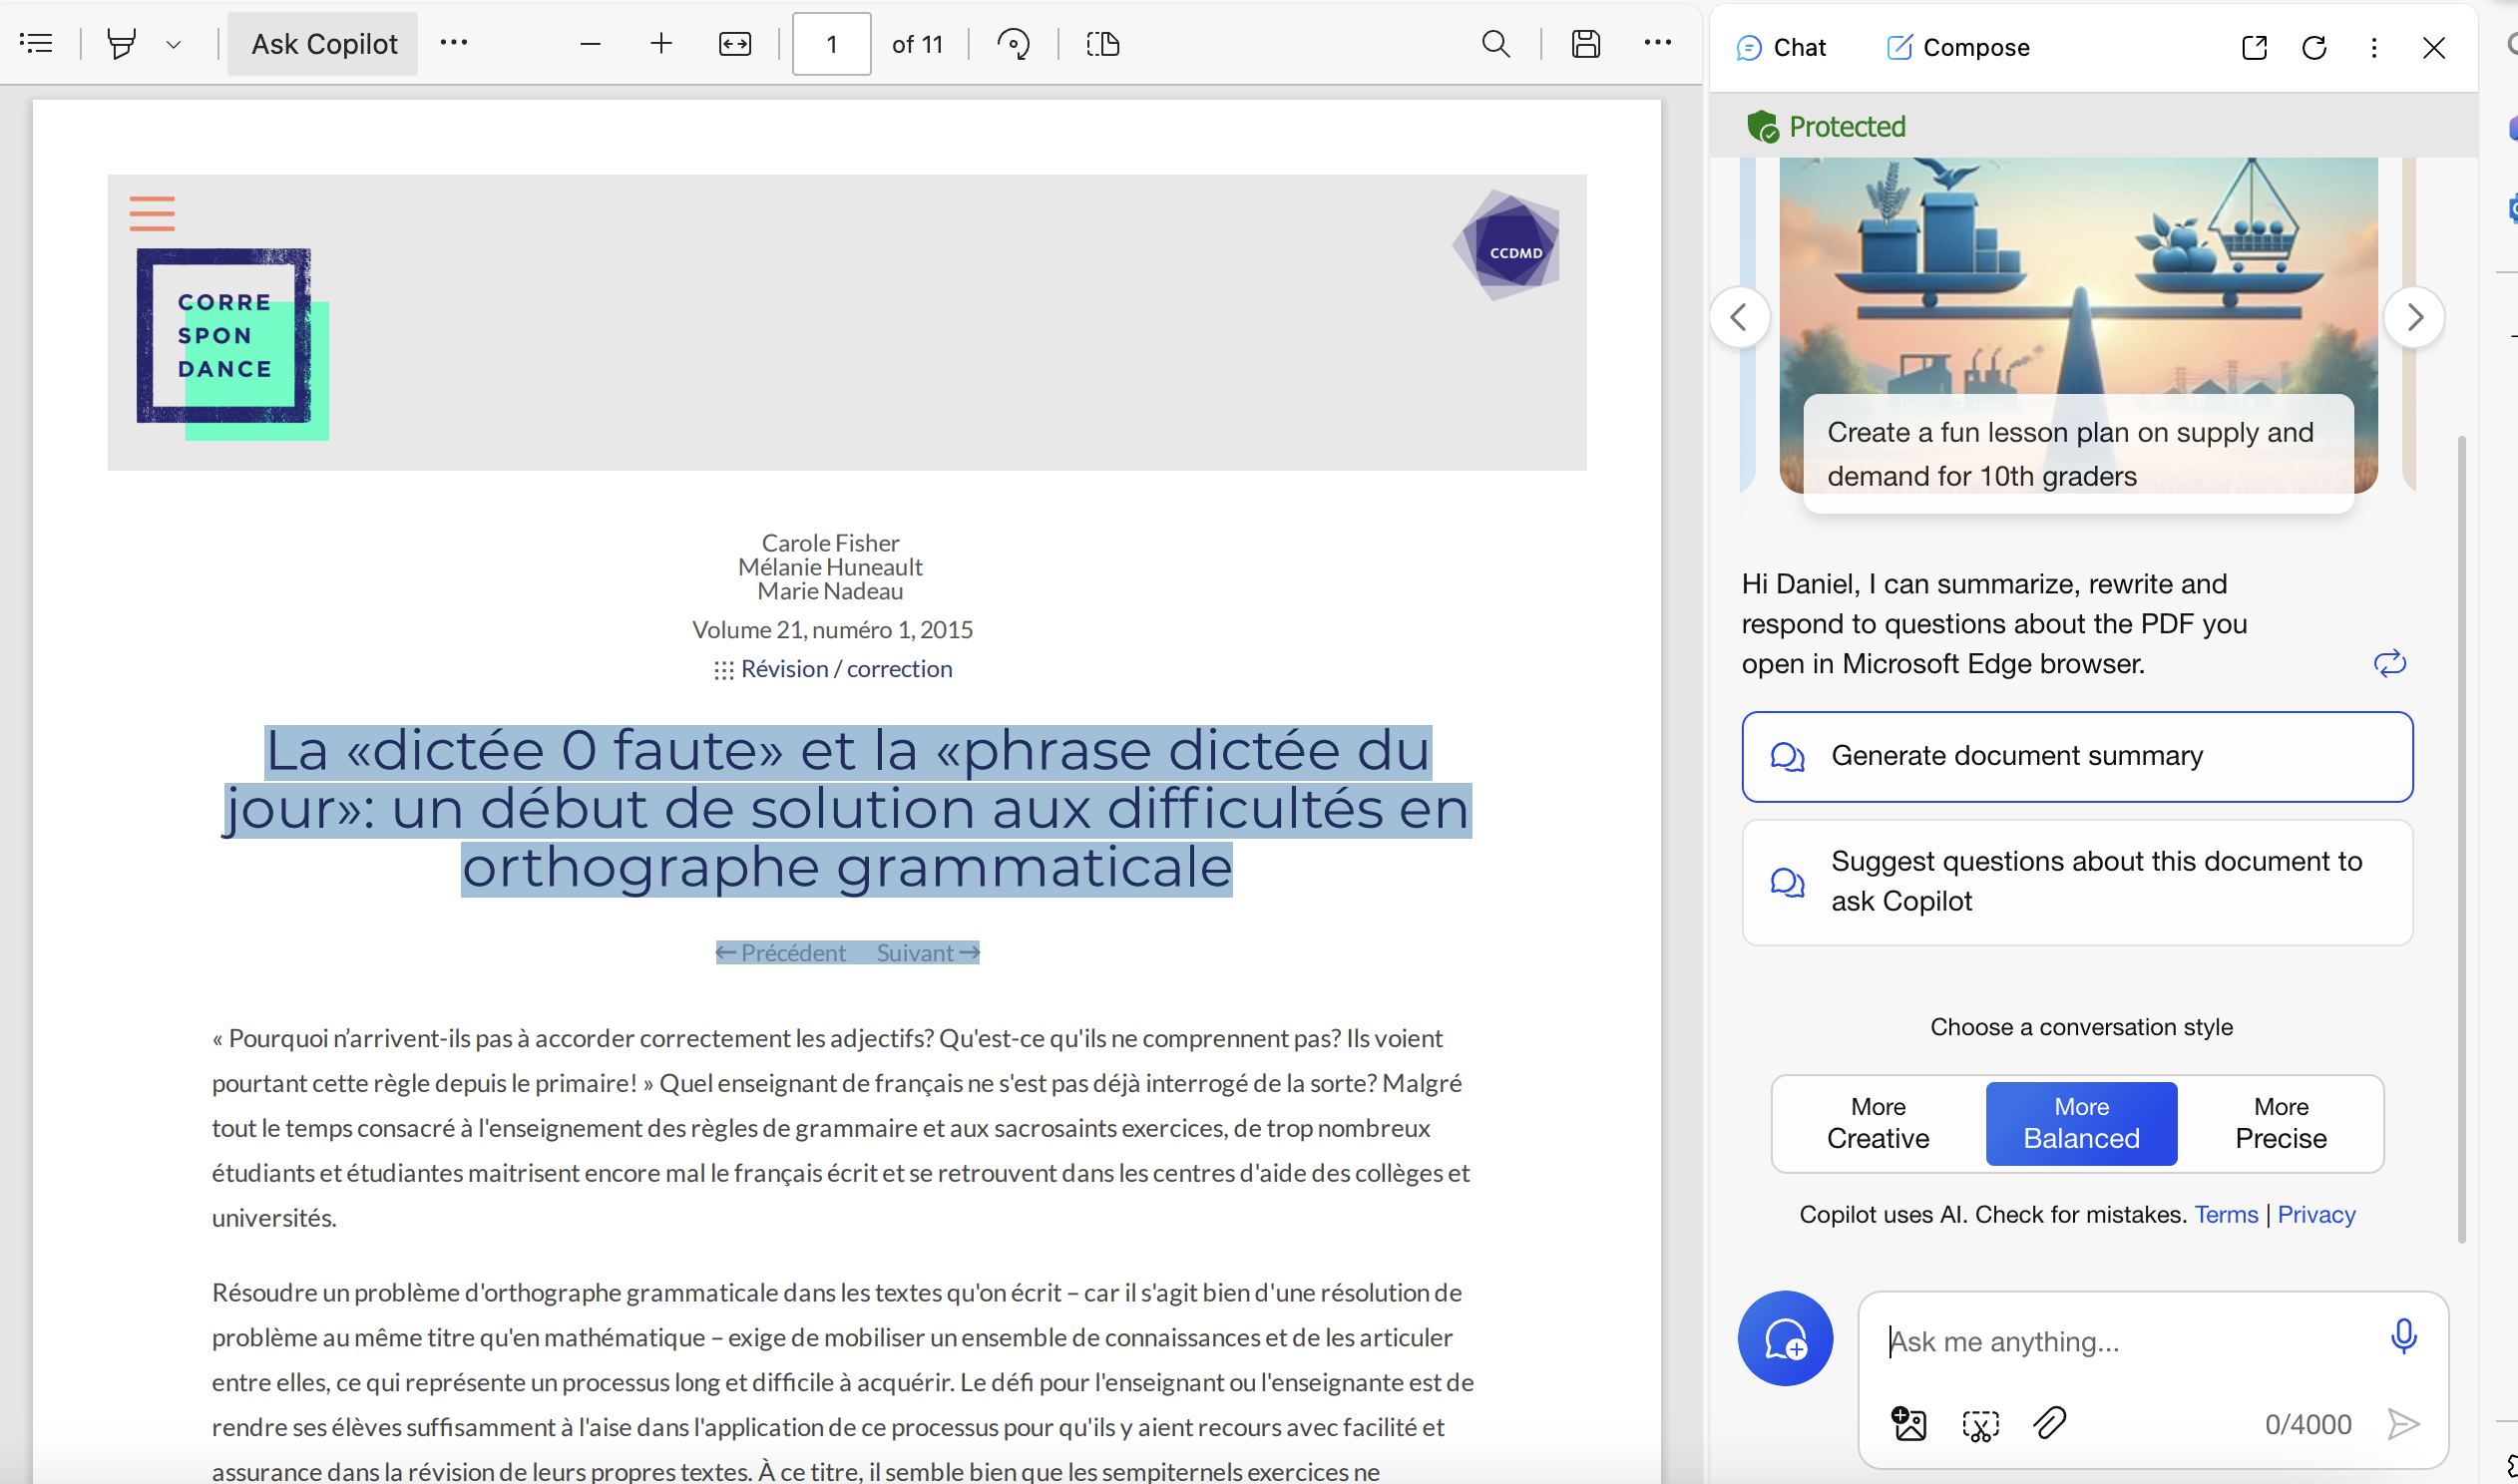 Ask Copilot
1
of 11
CORRE
SPON
DANCE
CCDMD
Carole Fisher
Mélanie Huneault
Marie Nadeau
Volume 21, numéro 1, 2015
Révision / correction
La «dictée 0 faute» et la «phrase dictée du
jour»: un début de solution aux difficultés en
orthographe grammaticale
← Précédent Suivant →
« Pourquoi n’arrivent-ils pas à accorder correctement les adjectifs? Qu'est-ce qu'ils ne comprennent pas? Ils voient
pourtant cette règle depuis le primaire! » Quel enseignant de français ne s'est pas déjà interrogé de la sorte? Malgré
tout le temps consacré à l'enseignement des règles de grammaire et aux sacrosaints exercices, de trop nombreux
étudiants et étudiantes maitrisent encore mal le français écrit et se retrouvent dans les centres d'aide des collèges et
universités.
Résoudre un problème d'orthographe grammaticale dans les textes qu'on écrit – car il s'agit bien d'une résolution de
problème au même titre qu'en mathématique – exige de mobiliser un ensemble de connaissances et de les articuler
entre elles, ce qui représente un processus long et difficile à acquérir. Le défi pour l'enseignant ou l'enseignante est de
rendre ses élèves suffisamment à l'aise dans l'application de ce processus pour qu'ils y aient recours avec facilité et
assurance dans la révision de leurs propres textes. À ce titre, il semble bien que les sempiternels exercices ne
Chat
Compose
Protected
Create a fun lesson plan on supply and
demand for 10th graders
Hi Daniel, I can summarize, rewrite and
respond to questions about the PDF you
open in Microsoft Edge browser.
Generate document summary
Suggest questions about this document to
ask Copilot
Choose a conversation style
More
Creative
More
Balanced
More
Precise
Copilot uses AI. Check for mistakes. Terms | Privacy
Ask me anything...
0/4000